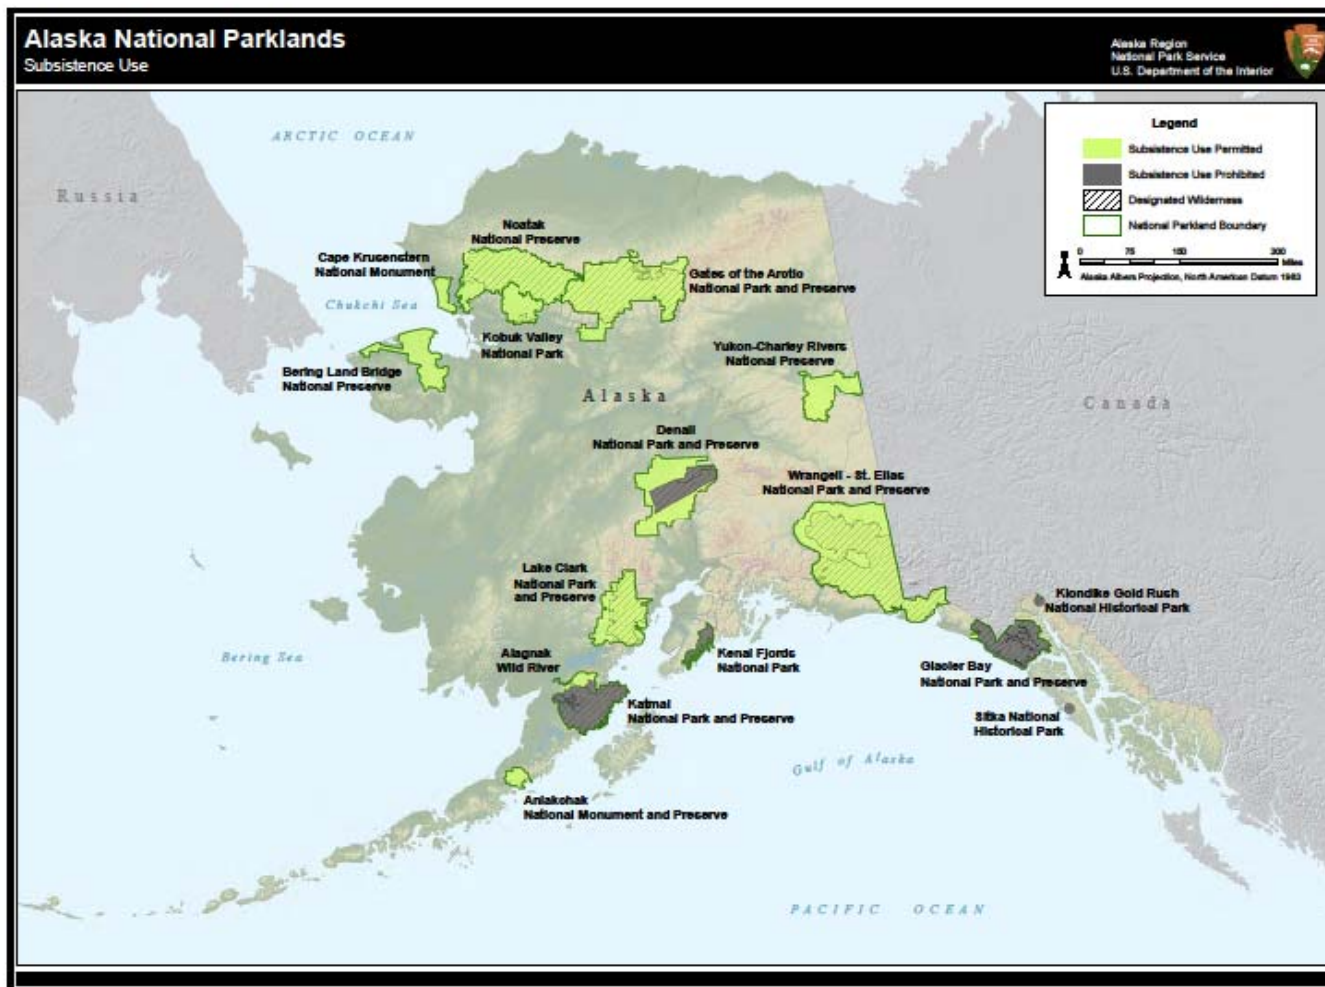 Alaska National Parklands
Subsistence Use
Alaska Region
National Park Service
U.S. Department of the Interior
ARCTIC OCEAN
Russia
Legend
Subsistence Use Permitted
Subsistence Use Prohibited
Designated Wilderness
National Parkland Boundary
0 75 150 300
Miles
Alaska Albers Projection, North American Datum 1983
Noatak
National Preserve
Cape Krusenstern
National Monument
Gates of the Arctic
National Park and Preserve
Chukchi Sea
Kobuk Valley
National Park
Yukon-Charley Rivers
National Preserve
Bering Land Bridge
National Preserve
Alaska
Canada
Denali
National Park and Preserve
Wrangell - St. Elias
National Park and Preserve
Lake Clark
National Park
and Preserve
Klondike Gold Rush
National Historical Park
Bering Sea
Alagnak
Wild River
Kenai Fjords
National Park
Glacier Bay
National Park and Preserve
Katmai
National Park and Preserve
Sitka National
Historical Park
Gulf of Alaska
Aniakchak
National Monument and Preserve
PACIFIC OCEAN